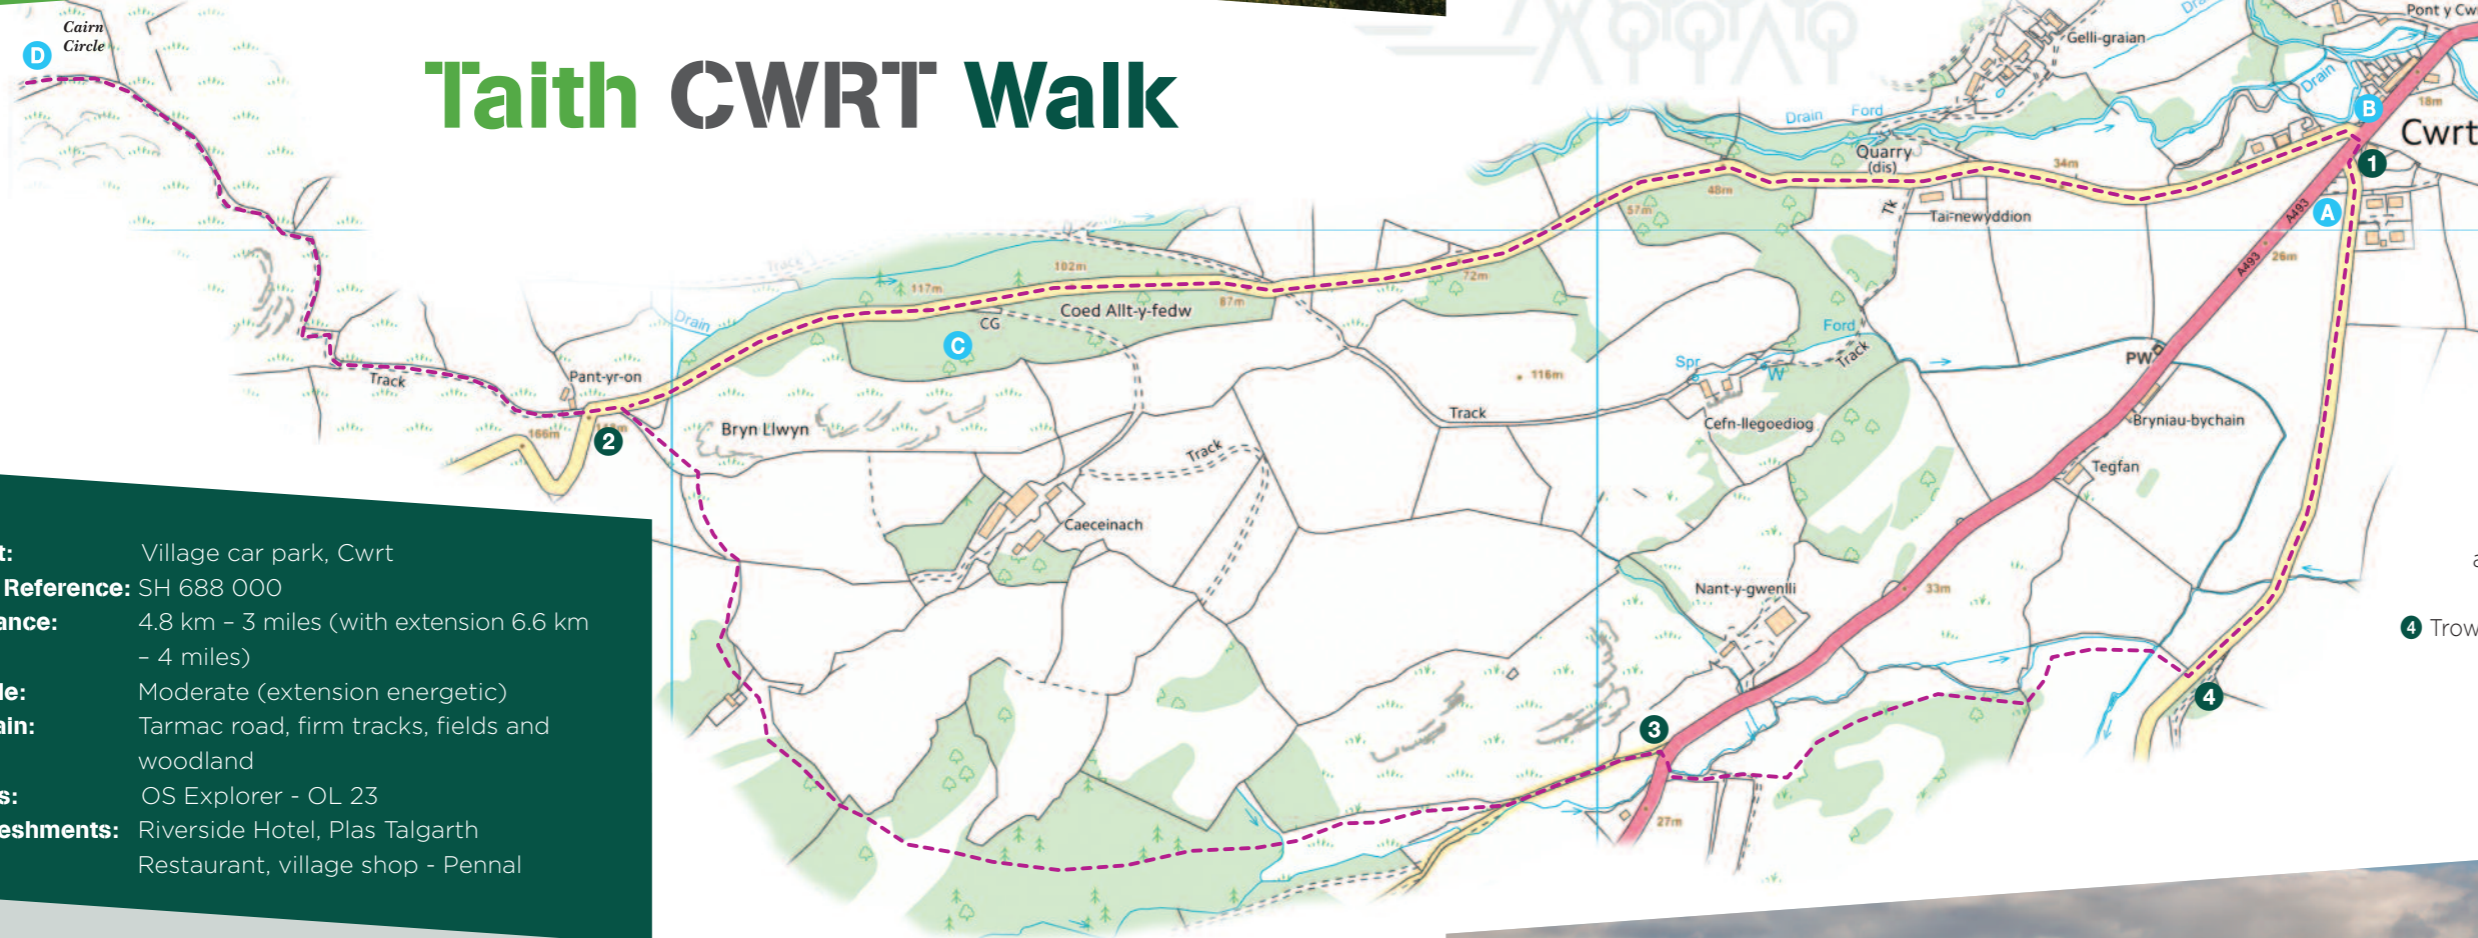 Taith CWRT Walk
Cairn
Circle
D
Gelli-graian
Pont y Cw
Drain
B
18m
Cwrt
1
A
A493
A493
26m
Drain
Ford
Quarry
(dis)
34m
Tk
Tai-newyddion
48m
57m
72m
Track
102m
117m
87m
Coed Allt-y-fedw
CG
C
Drain
Pant-yr-on
Track
166m
2
Bryn Llwyn
Track
Caeceinach
116m
Track
Spr
W
Ford
Track
Cefn-llegoediog
PW
Bryniau-bychain
Tegfan
Nant-y-gwenlli
33m
3
27m
4
t: Village car park, Cwrt
Reference: SH 688 000
ance: 4.8 km – 3 miles (with extension 6.6 km
– 4 miles)
le: Moderate (extension energetic)
ain: Tarmac road, firm tracks, fields and
woodland
s: OS Explorer - OL 23
eshments: Riverside Hotel, Plas Talgarth
Restaurant, village shop - Pennal
4 Trow